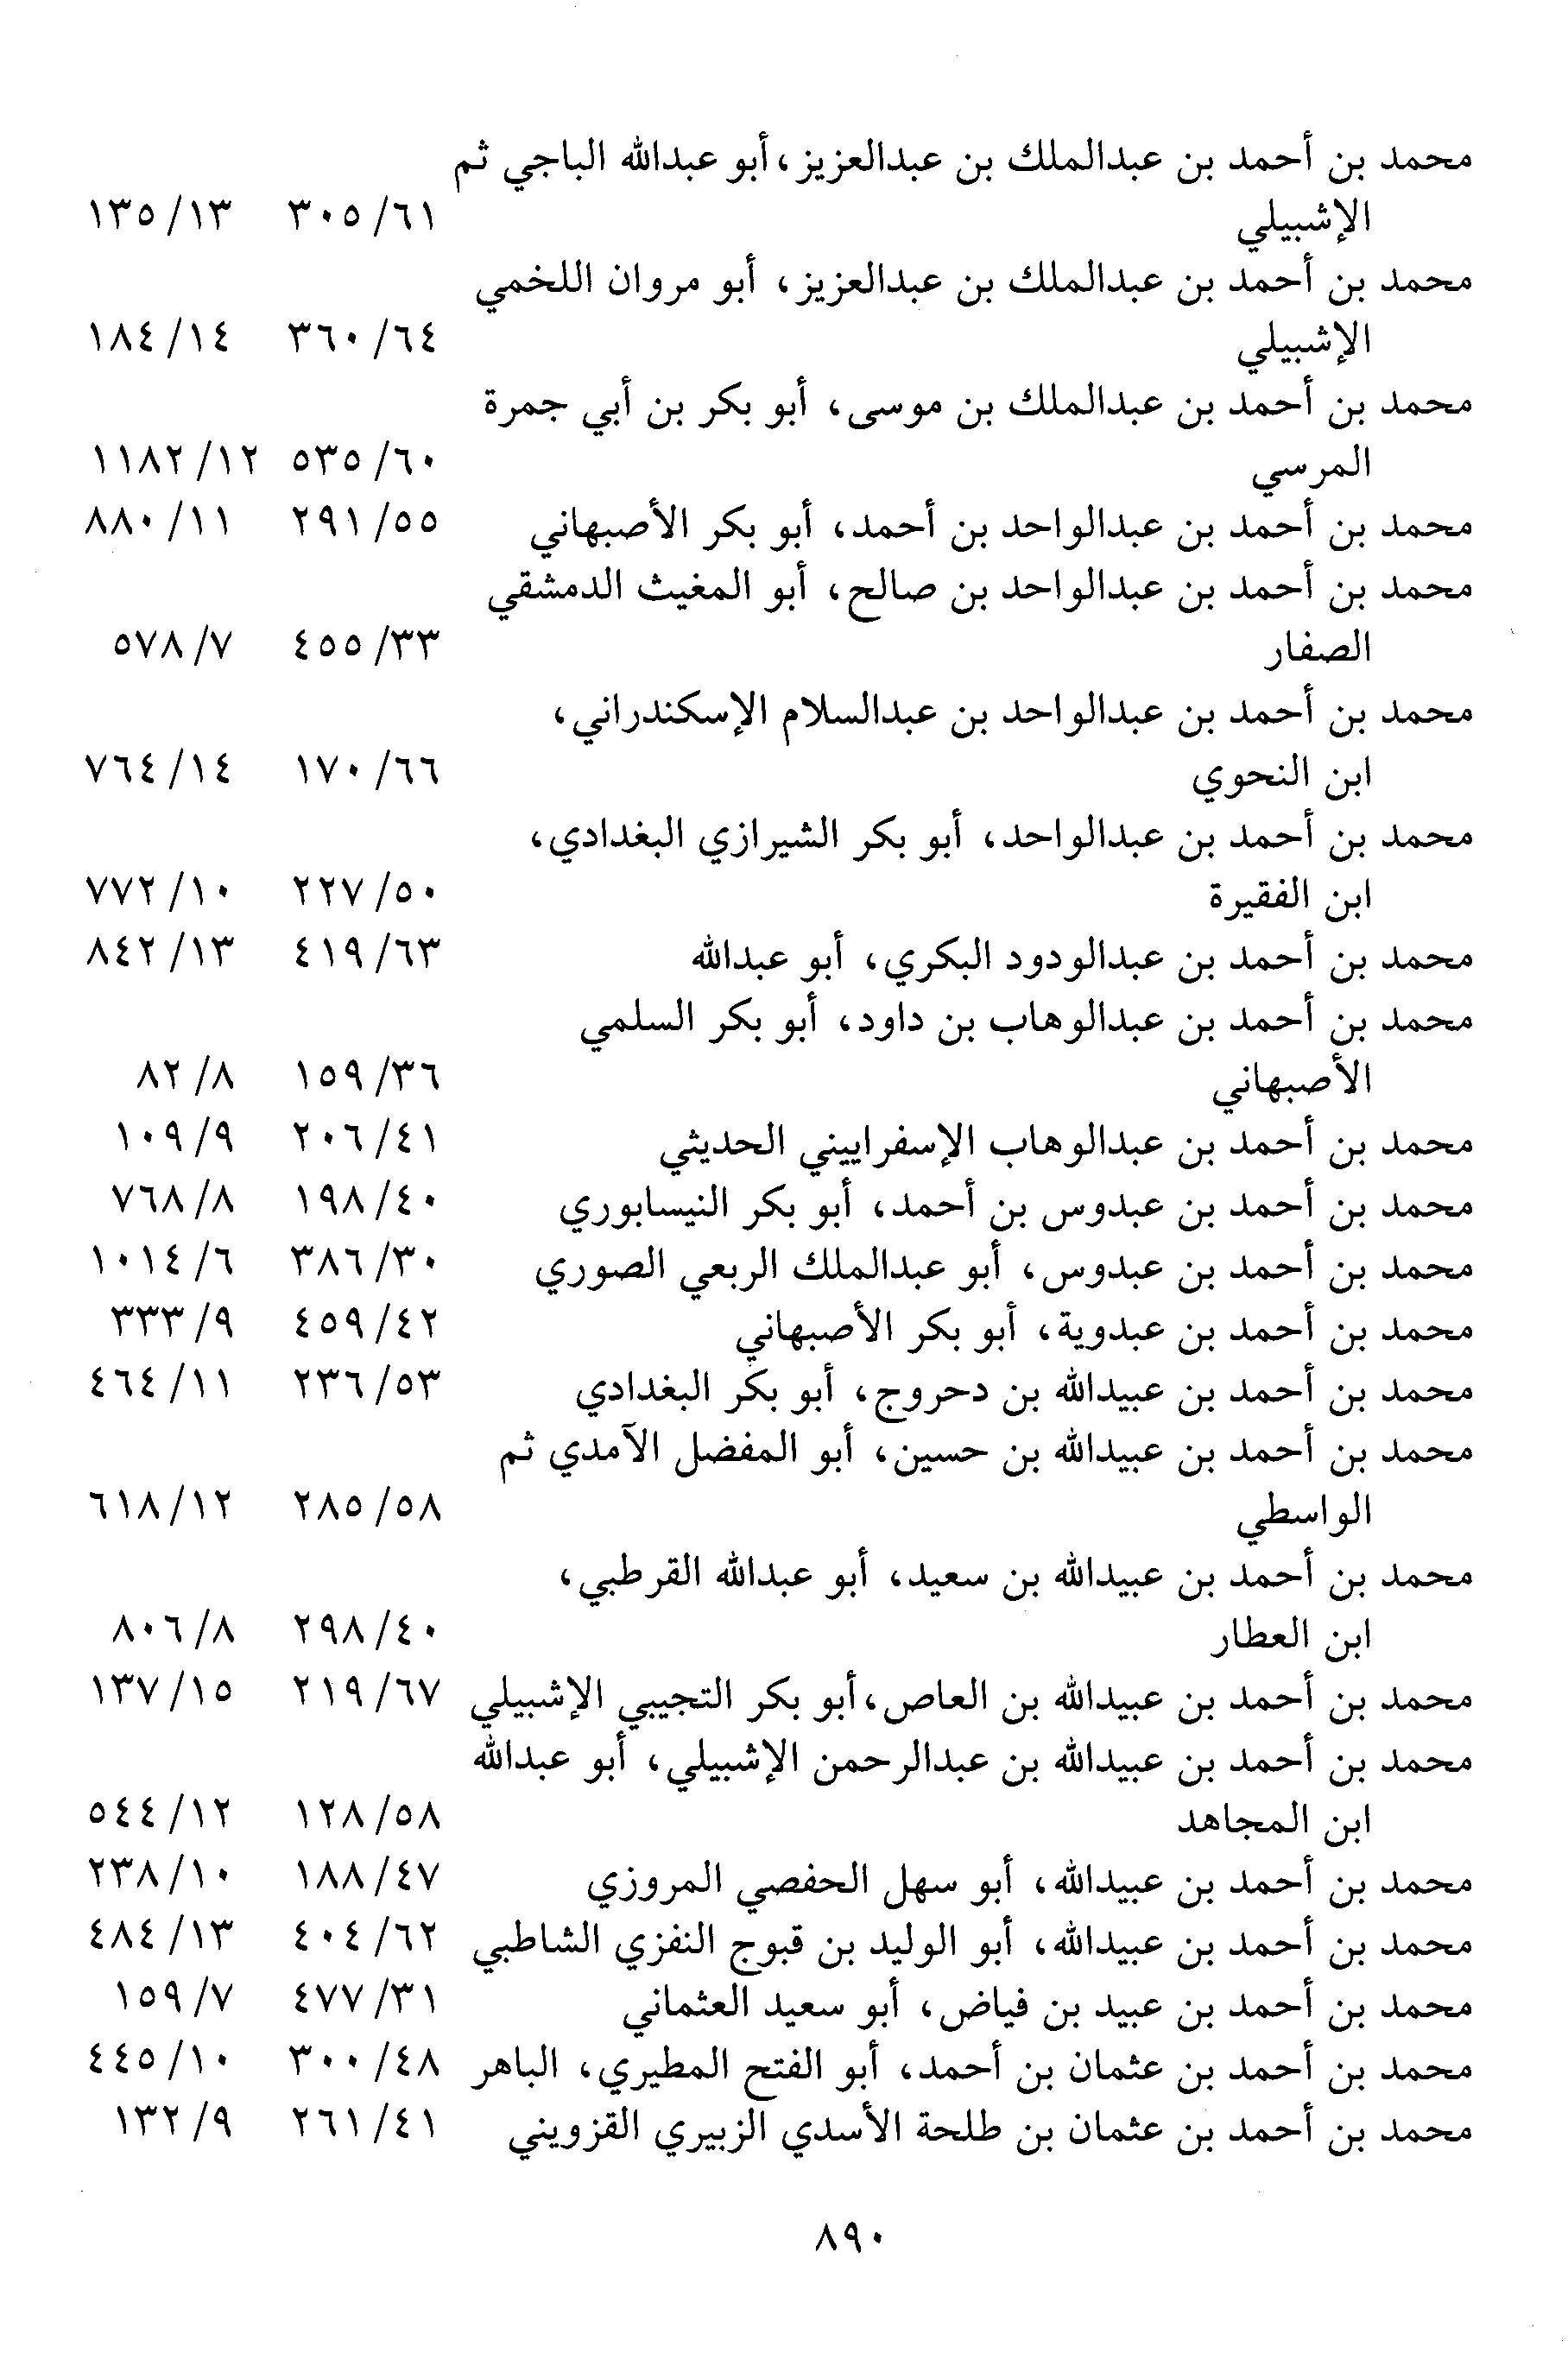 محمد بن أحمد بن عبدالملك بن عبدالعزيز، أبو عبدالله الباجي ثم
الإشبيلي ٣٠٥/٦١ ١٣٥/١٣
محمد بن أحمد بن عبدالملك بن عبدالعزيز، أبو مروان اللخمي
الإشبيلي ٣٦٠/٦٤ ١٨٤/١٤
محمد بن أحمد بن عبدالملك بن موسى، أبو بكر بن أبي جمرة
المرسي ٥٣٥/٦٠ ١١٨٢/١٢
محمد بن أحمد بن عبدالواحد بن أحمد، أبو بكر الأصبهاني ٢٩١/٥٥ ٨٨٠/١١
محمد بن أحمد بن عبدالواحد بن صالح، أبو المغيث الدمشقي
الصفار ٤٥٥/٣٣ ٥٧٨/٧
محمد بن أحمد بن عبدالواحد بن عبدالسلام الإسكندراني،
ابن النحوي ١٧٠/٦٦ ٧٦٤/١٤
محمد بن أحمد بن عبدالواحد، أبو بكر الشيرازي البغدادي،
ابن الفقيرة ٢٢٧/٥٠ ٧٧٢/١٠
محمد بن أحمد بن عبدالودود البكري، أبو عبدالله ٤١٩/٦٣ ٨٤٢/١٣
محمد بن أحمد بن عبدالوهاب بن داود، أبو بكر السلمي
الأصبهاني ١٥٩/٣٦ ٨٢/٨
محمد بن أحمد بن عبدالوهاب الإسفراييني الحديثي ٢٠٦/٤١ ١٠٩/٩
محمد بن أحمد بن عبدوس بن أحمد، أبو بكر النيسابوري ١٩٨/٤٠ ٧٦٨/٨
محمد بن أحمد بن عبدوس، أبو عبدالملك الربعي الصوري ٣٨٦/٣٠ ١٠١٤/٦
محمد بن أحمد بن عبدوية، أبو بكر الأصبهاني ٤٥٩/٤٢ ٣٣٣/٩
محمد بن أحمد بن عبيدالله بن دحروج، أبو بكر البغدادي ٢٣٦/٥٣ ٤٦٤/١١
محمد بن أحمد بن عبيدالله بن حسين، أبو المفضل الآمدي ثم
الواسطي ٢٨٥/٥٨ ٦١٨/١٢
محمد بن أحمد بن عبيدالله بن سعيد، أبو عبدالله القرطبي،
ابن العطار ٢٩٨/٤٠ ٨٠٦/٨
محمد بن أحمد بن عبيدالله بن العاص، أبو بكر التجيبي الإشبيلي ٢١٩/٦٧ ١٣٧/١٥
محمد بن أحمد بن عبيدالله بن عبدالرحمن الإشبيلي، أبو عبدالله
ابن المجاهد ١٢٨/٥٨ ٥٤٤/١٢
محمد بن أحمد بن عبيدالله، أبو سهل الحفصي المروزي ١٨٨/٤٧ ٢٣٨/١٠
محمد بن أحمد بن عبيدالله، أبو الوليد بن قبوج النفزي الشاطبي ٤٠٤/٦٢ ٤٨٤/١٣
محمد بن أحمد بن عبيد بن فياض، أبو سعيد العثماني ٤٧٧/٣١ ١٥٩/٧
محمد بن أحمد بن عثمان بن أحمد، أبو الفتح المطيري، الباهر ٣٠٠/٤٨ ٤٤٥/١٠
محمد بن أحمد بن عثمان بن طلحة الأسدي الزبيري القزويني ٢٦١/٤١ ١٣٢/٩
٨٩٠